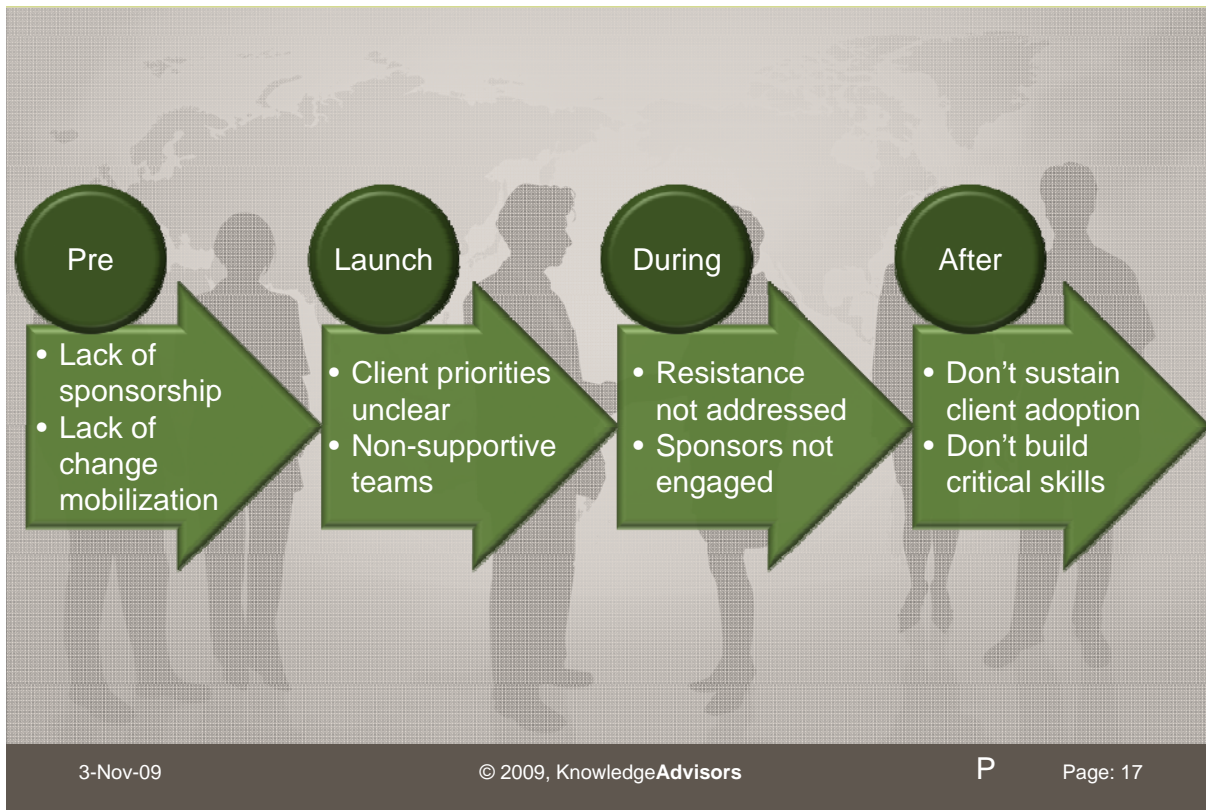 Pre
• Lack of
sponsorship
• Lack of
change
mobilization
Launch
• Client priorities
unclear
• Non-supportive
teams
During
• Resistance
not addressed
• Sponsors not
engaged
After
• Don't sustain
client adoption
• Don't build
critical skills
3-Nov-09
© 2009, KnowledgeAdvisors
P
Page: 17